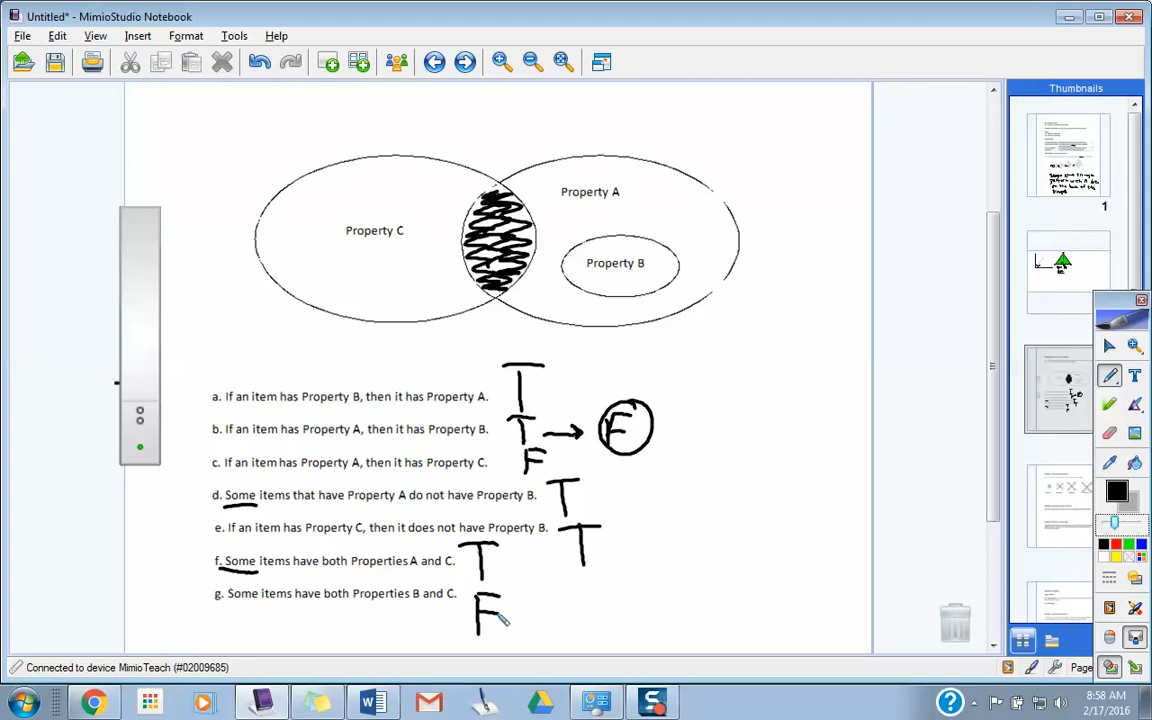 Untitled* - MimioStudio Notebook
File Edit View Insert Format Tools Help
Thumbnails
Property A
Property C
Property B
1
a. If an item has Property B, then it has Property A. T
b. If an item has Property A, then it has Property B. T → F
c. If an item has Property A, then it has Property C. F
d. Some items that have Property A do not have Property B. T
e. If an item has Property C, then it does not have Property B. T
f. Some items have both Properties A and C. T
g. Some items have both Properties B and C. F
Connected to device MimioTeach (#02009685)
Page
8:58 AM
2/17/2016